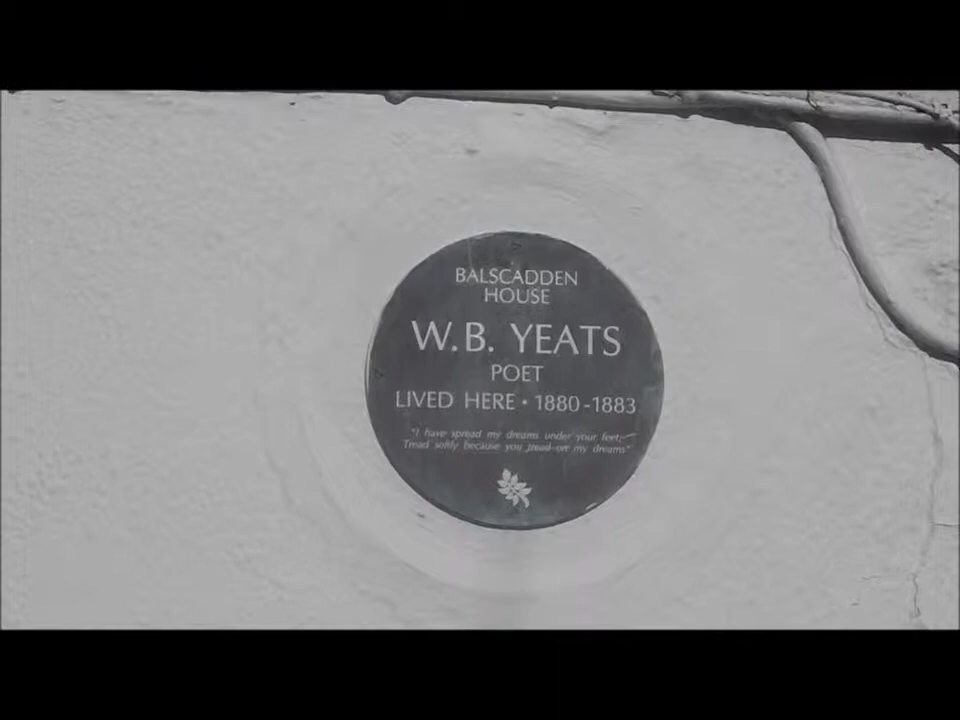 BALSCADDEN
HOUSE
W.B. YEATS
POET
LIVED HERE • 1880-1883
"I have spread my dreams under your feet;
Tread softly because you tread on my dreams"